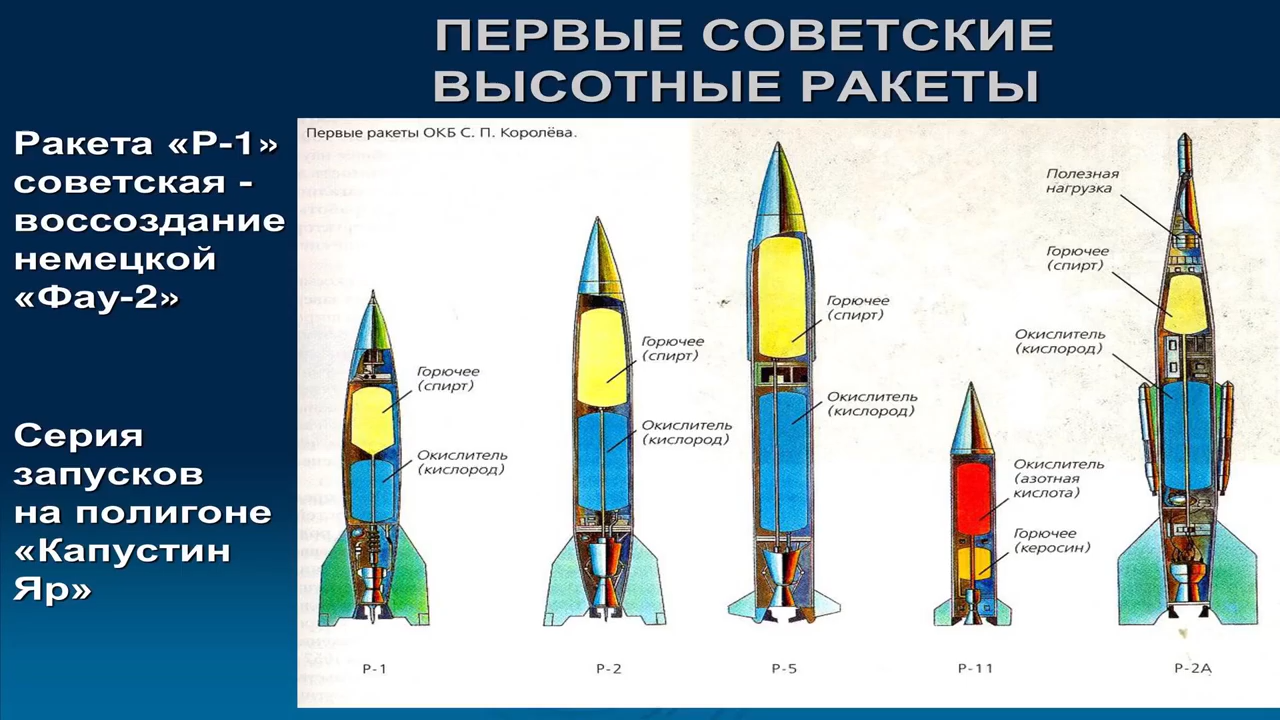 ПЕРВЫЕ СОВЕТСКИЕ
ВЫСОТНЫЕ РАКЕТЫ
Ракета «Р-1»
советская -
воссоздание
немецкой
«Фау-2»
Серия
запусков
на полигоне
«Капустин
Яр»
Первые ракеты ОКБ С. П. Королёва.
Горючее
(спирт)
Окислитель
(кислород)
Р-1
Горючее
(спирт)
Окислитель
(кислород)
Р-2
Горючее
(спирт)
Окислитель
(кислород)
Р-5
Окислитель
(азотная
кислота)
Горючее
(керосин)
Р-11
Полезная
нагрузка
Горючее
(спирт)
Окислитель
(кислород)
Р-2А